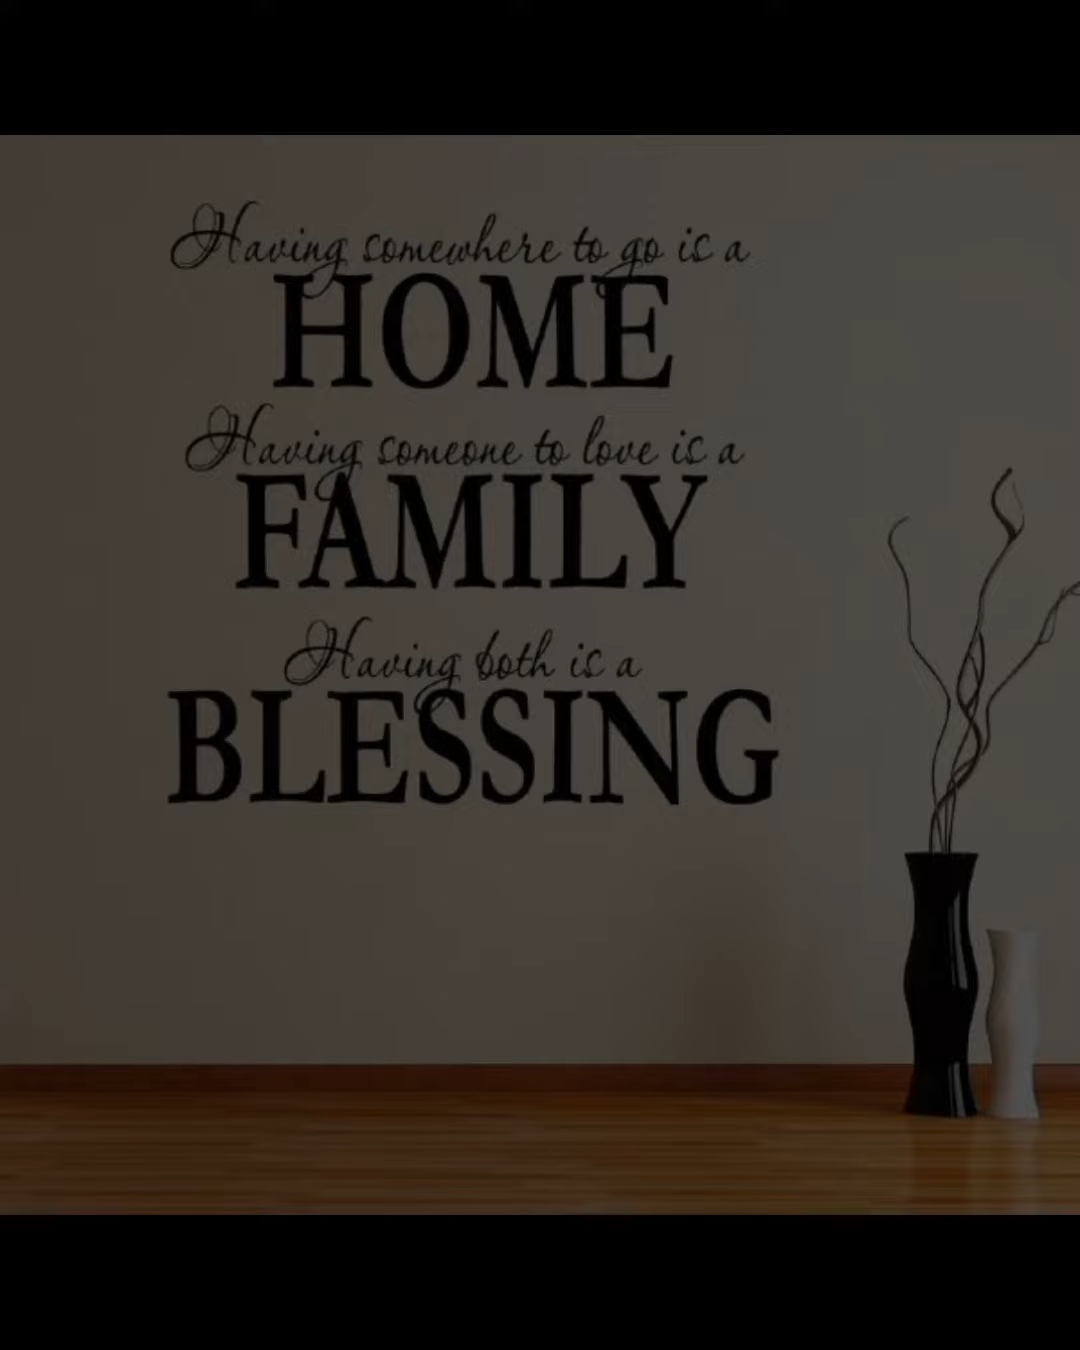 Having somewhere to go is a
HOME
Having someone to love is a
FAMILY
Having both is a
BLESSING